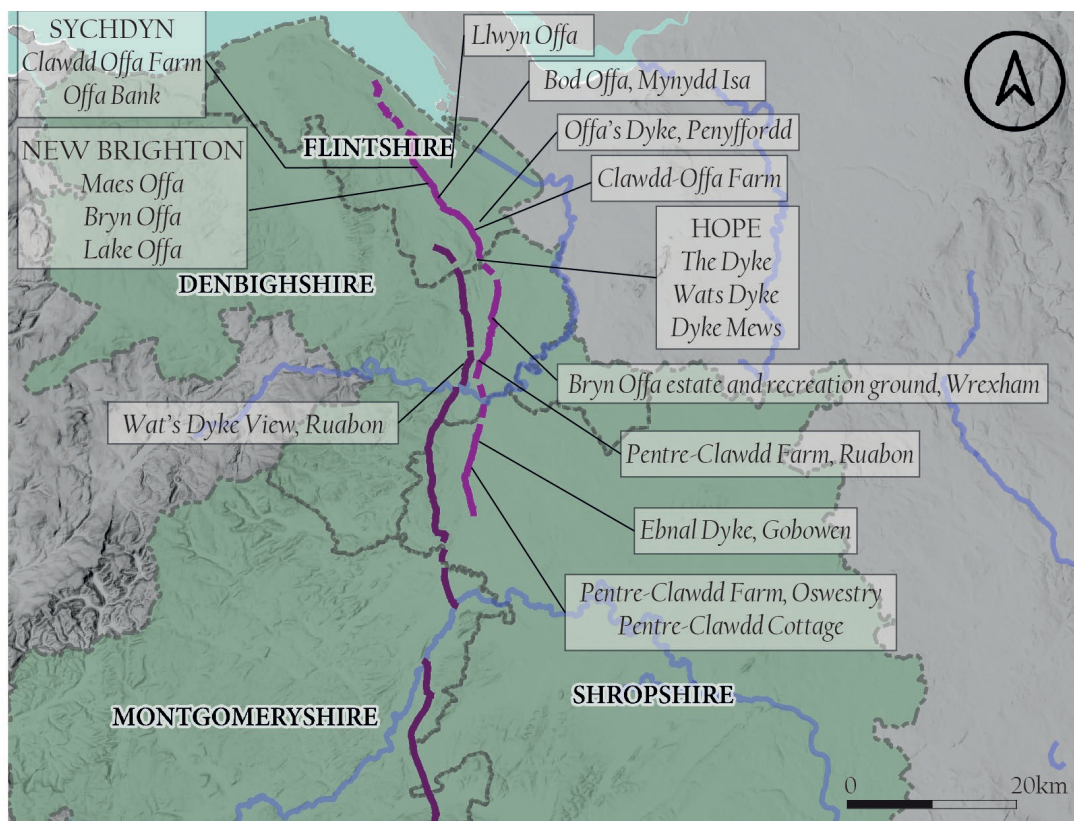 SYCHDYN
Clawdd Offa Farm
Offa Bank
Llwyn Offa
Bod Offa, Mynydd Isa
Offa's Dyke, Penyffordd
NEW BRIGHTON
Maes Offa
Bryn Offa
Lake Offa
FLINTSHIRE
Clawdd-Offa Farm
HOPE
The Dyke
Wats Dyke
Dyke Mews
DENBIGHSHIRE
Bryn Offa estate and recreation ground, Wrexham
Wat's Dyke View, Ruabon
Pentre-Clawdd Farm, Ruabon
Ebnal Dyke, Gobowen
Pentre-Clawdd Farm, Oswestry
Pentre-Clawdd Cottage
SHROPSHIRE
MONTGOMERYSHIRE
0 20km